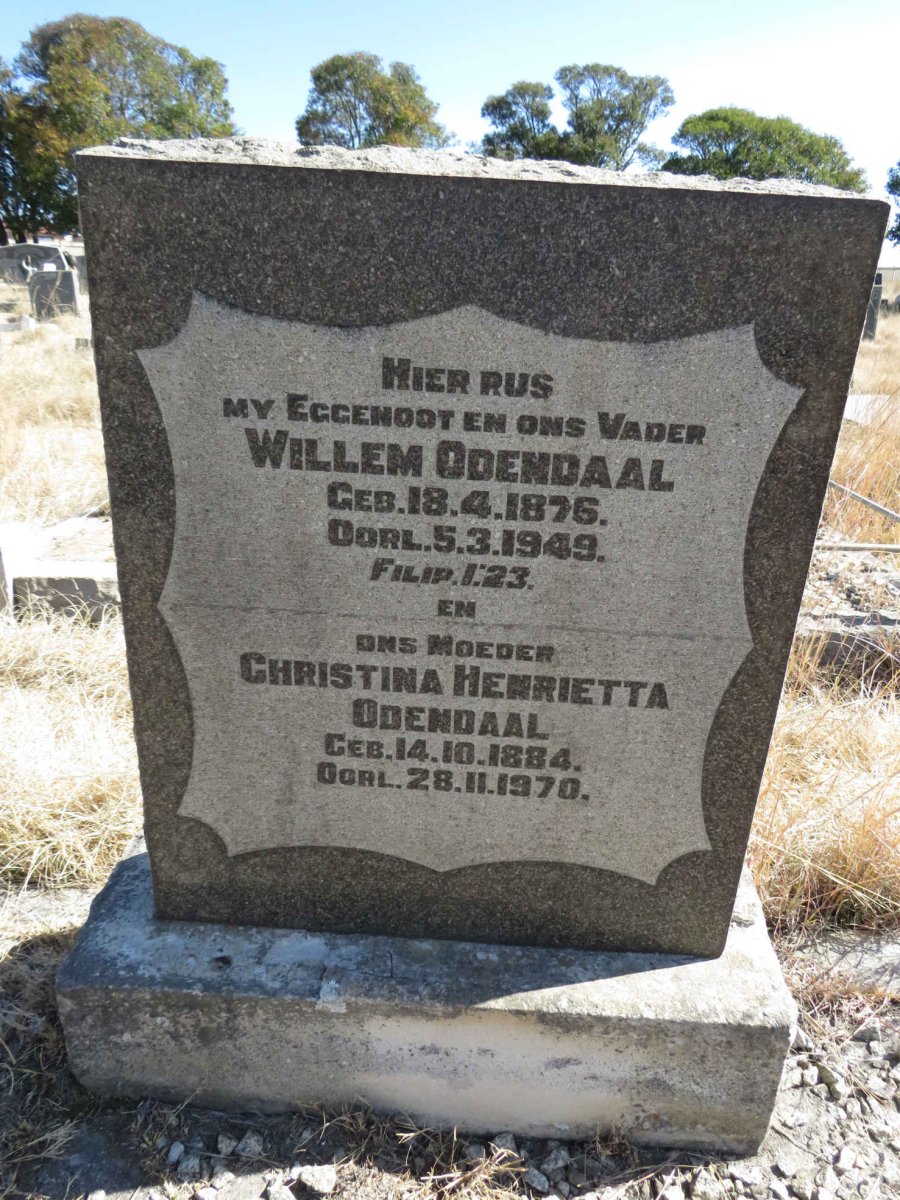 HIER RUS
MY EGGENOOT EN ONS VADER
WILLEM ODENDAAL
GEB. 18.4.1876.
OORL. 5.3.1949.
FILIP. 1:23.
EN
ONS MOEDER
CHRISTINA HENRIETTA
ODENDAAL
GEB. 14.10.1884.
OORL. 28.11.1970.